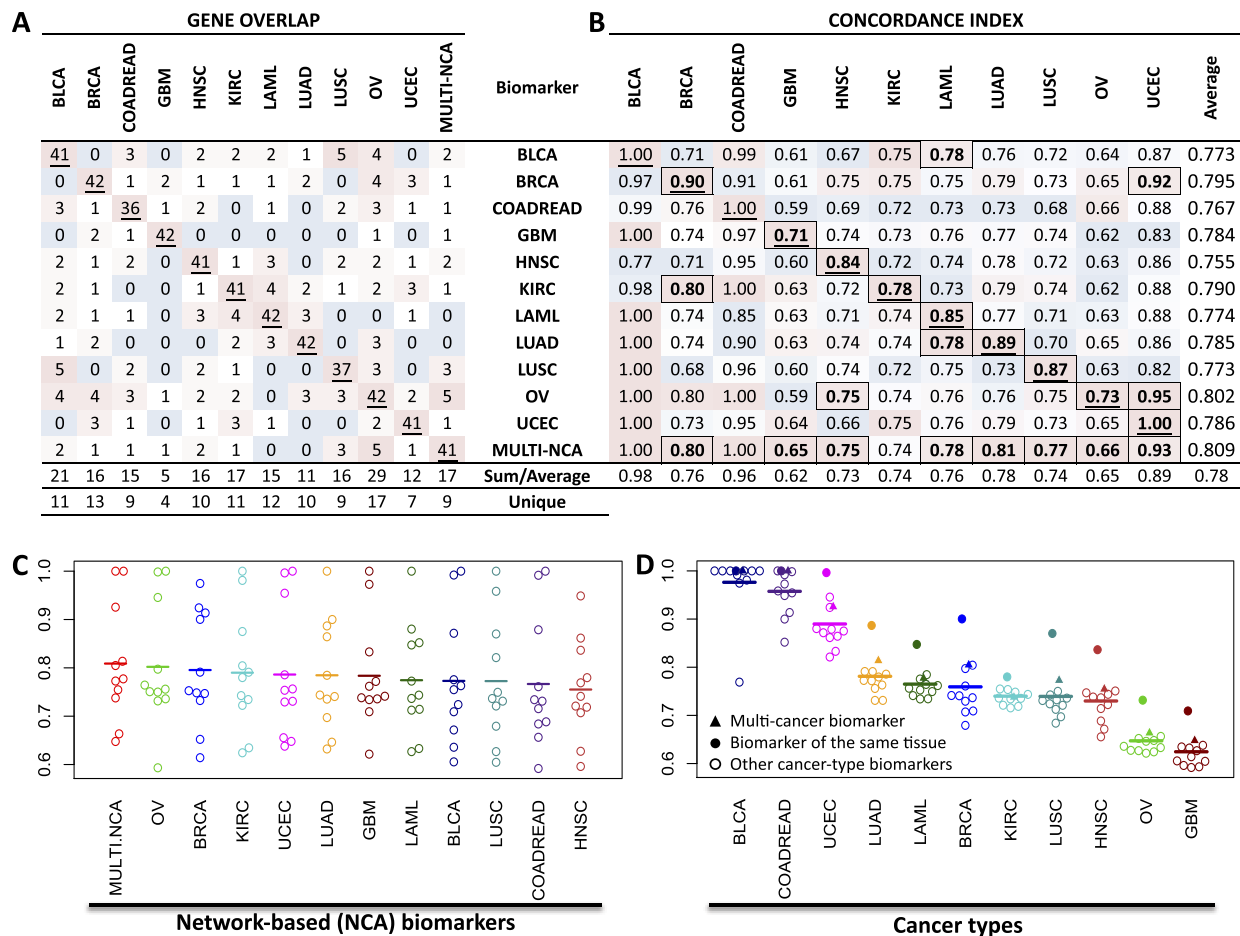 A GENE OVERLAP B CONCORDANCE INDEX
BLCA BRCA COADREAD GBM HNSC KIRC LAML LUAD LUSC OV UCEC MULTI-NCA Biomarker BLCA BRCA COADREAD GBM HNSC KIRC LAML LUAD LUSC OV UCEC Average
41 0 3 0 2 2 2 1 5 4 0 2 BLCA 1.00 0.71 0.99 0.61 0.67 0.75 0.78 0.76 0.72 0.64 0.87 0.773
0 42 1 2 1 1 1 2 0 4 3 1 BRCA 0.97 0.90 0.91 0.61 0.75 0.75 0.75 0.79 0.73 0.65 0.92 0.795
3 1 36 1 2 0 1 0 2 3 1 1 COADREAD 0.99 0.76 1.00 0.59 0.69 0.72 0.73 0.73 0.68 0.66 0.88 0.767
0 2 1 42 0 0 0 0 0 1 0 1 GBM 1.00 0.74 0.97 0.71 0.74 0.73 0.76 0.77 0.74 0.62 0.83 0.784
2 1 2 0 41 1 3 0 2 2 1 2 HNSC 0.77 0.71 0.95 0.60 0.84 0.72 0.74 0.78 0.72 0.63 0.86 0.755
2 1 0 0 1 41 4 2 1 2 3 1 KIRC 0.98 0.80 1.00 0.63 0.72 0.78 0.73 0.79 0.74 0.62 0.88 0.790
2 1 1 0 3 4 42 3 0 0 1 0 LAML 1.00 0.74 0.85 0.63 0.71 0.74 0.85 0.77 0.71 0.63 0.88 0.774
1 2 0 0 0 2 3 42 0 3 0 0 LUAD 1.00 0.74 0.90 0.63 0.74 0.74 0.78 0.89 0.70 0.65 0.86 0.785
5 0 2 0 2 1 0 0 37 3 0 3 LUSC 1.00 0.68 0.96 0.60 0.74 0.72 0.74 0.75 0.73 0.87 0.63 0.82 0.773
4 4 3 1 2 2 0 3 3 42 2 5 OV 1.00 0.80 1.00 0.59 0.75 0.74 0.76 0.76 0.75 0.73 0.95 0.802
0 3 1 0 1 3 1 0 0 2 41 1 UCEC 1.00 0.73 0.95 0.64 0.66 0.75 0.76 0.79 0.73 0.65 1.00 0.786
2 1 1 1 2 1 0 0 3 5 1 41 MULTI-NCA 1.00 0.80 1.00 0.65 0.75 0.74 0.78 0.81 0.77 0.66 0.93 0.809
21 16 15 5 16 17 15 11 16 29 12 17 Sum/Average 0.98 0.76 0.96 0.62 0.73 0.74 0.76 0.78 0.74 0.65 0.89 0.78
11 13 9 4 10 11 12 10 9 17 7 9 Unique
C
1.0
0.9
0.8
0.7
0.6
MULTI.NCA OV BRCA KIRC UCEC LUAD GBM LAML BLCA LUSC COADREAD HNSC
Network-based (NCA) biomarkers
D
1.0
0.9
0.8
0.7
0.6
Multi-cancer biomarker
Biomarker of the same tissue
Other cancer-type biomarkers
BLCA COADREAD UCEC LUAD LAML BRCA KIRC LUSC HNSC OV GBM
Cancer types